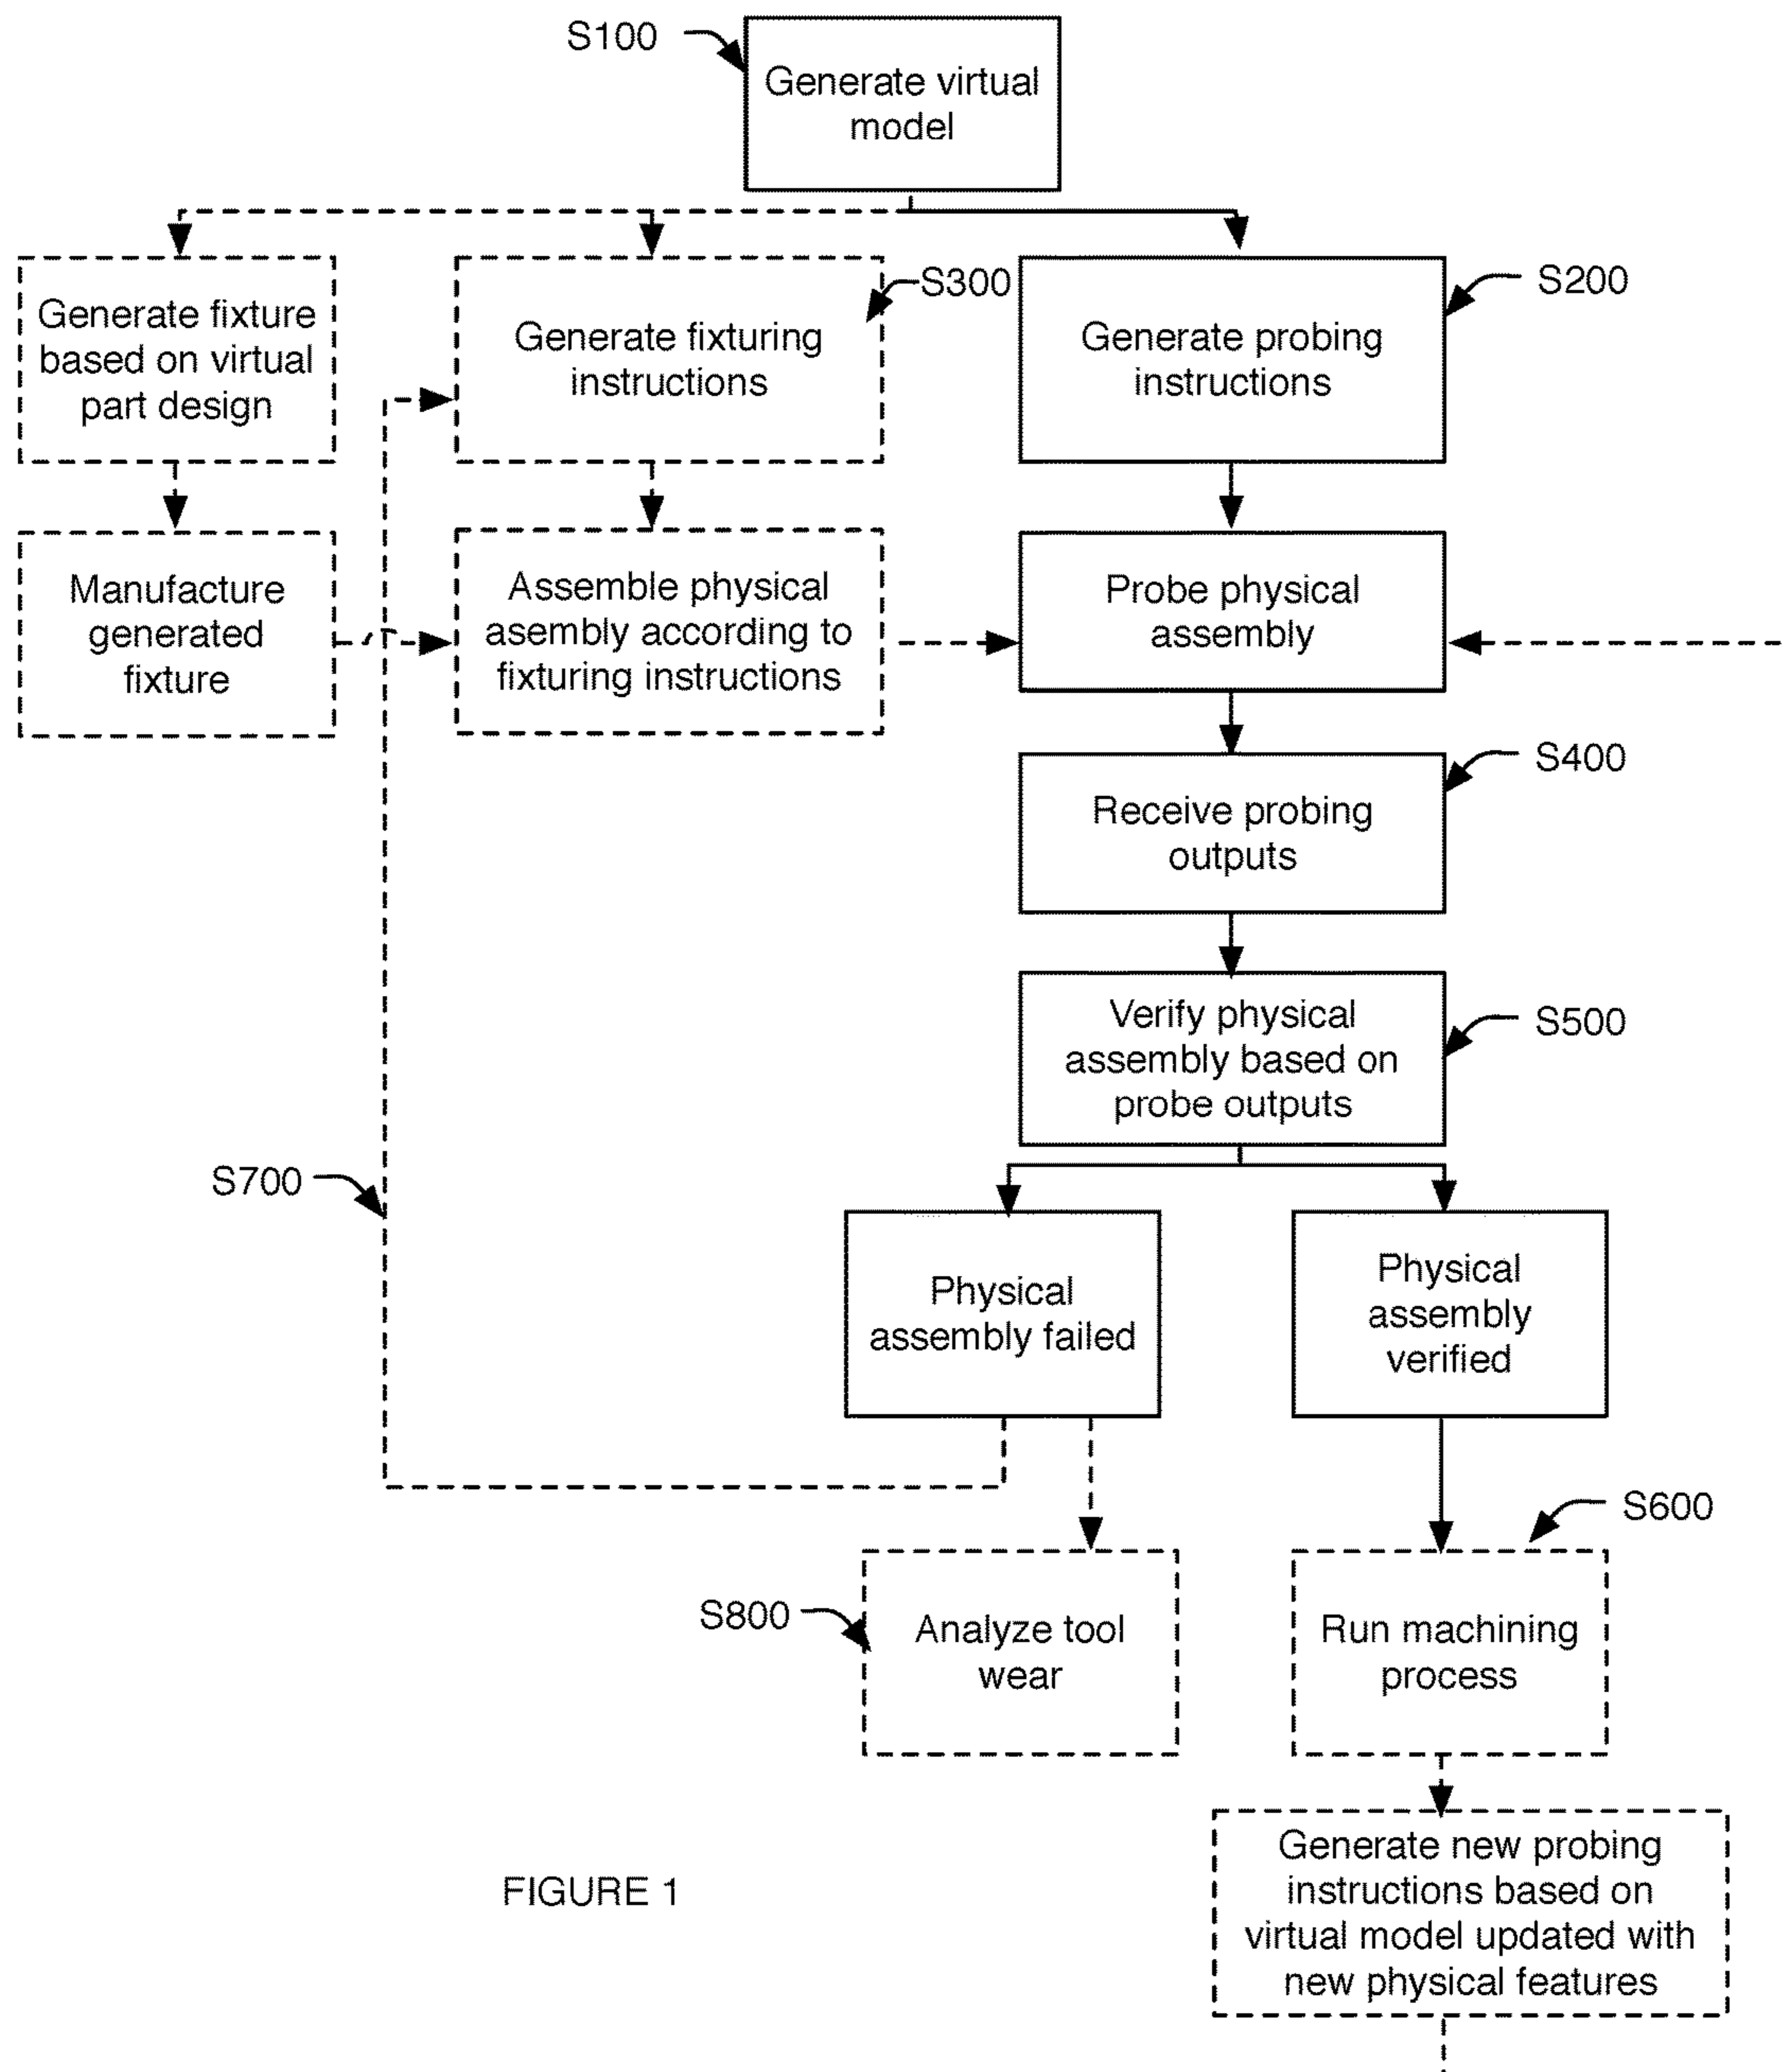 S100
Generate virtual
model
Generate fixture
based on virtual
part design
S300
Generate fixturing
instructions
S200
Generate probing
instructions
Manufacture
generated
fixture
Assemble physical
asembly according to
fixturing instructions
Probe physical
assembly
S400
Receive probing
outputs
S500
Verify physical
assembly based on
probe outputs
S700
Physical
assembly failed
Physical
assembly
verified
S600
S800
Analyze tool
wear
Run machining
process
Generate new probing
instructions based on
virtual model updated with
new physical features
FIGURE 1